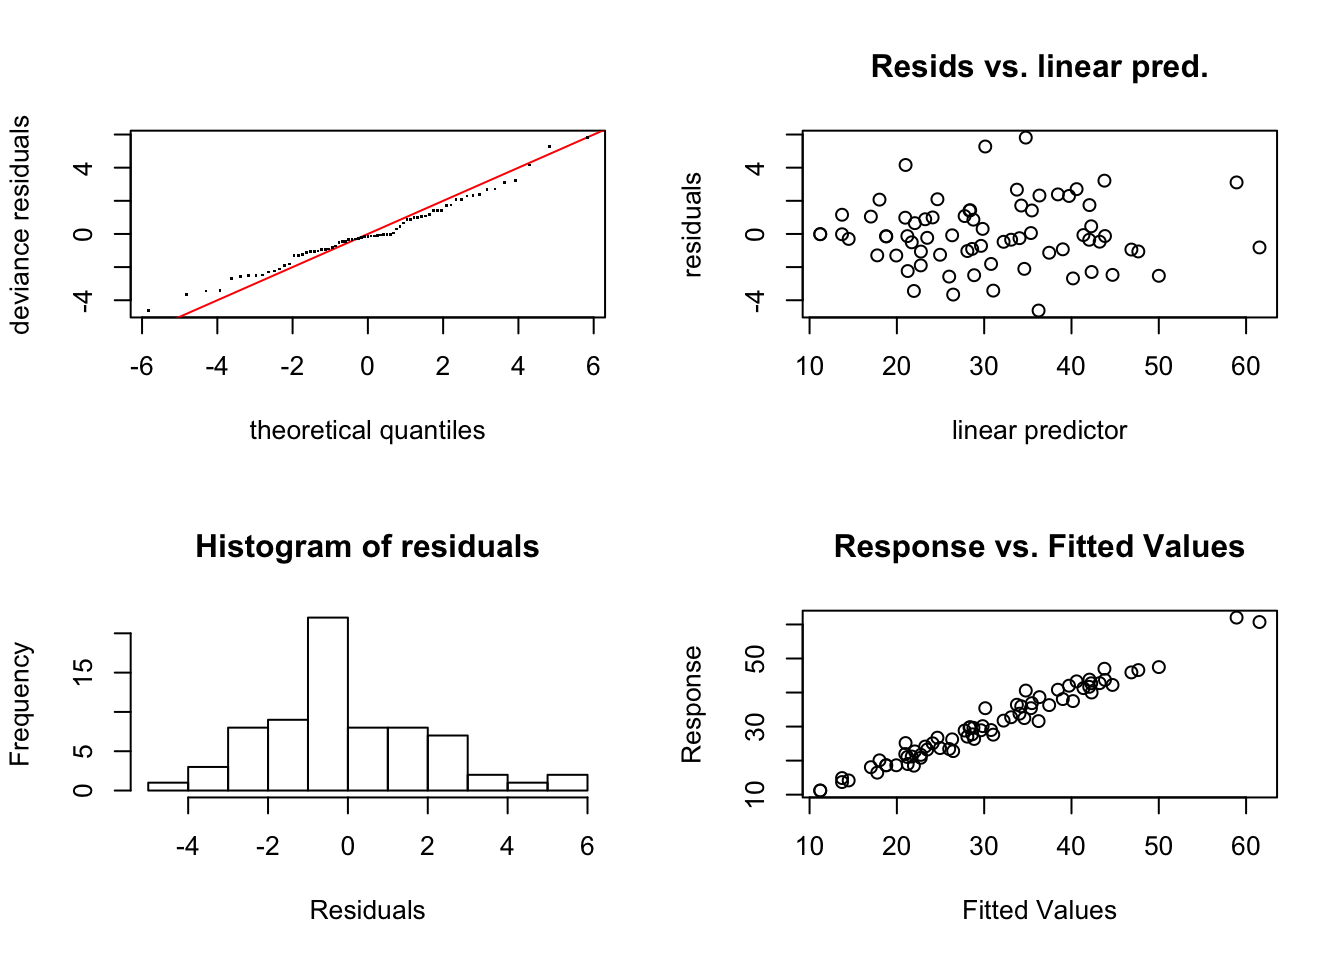 deviance residuals
4
0
-4
-6 -4 -2 0 2 4 6
theoretical quantiles
Resids vs. linear pred.
residuals
4
0
-4
10 20 30 40 50 60
linear predictor
Histogram of residuals
Frequency
15
5
0
-4 -2 0 2 4 6
Residuals
Response vs. Fitted Values
Response
50
30
10
10 20 30 40 50 60
Fitted Values